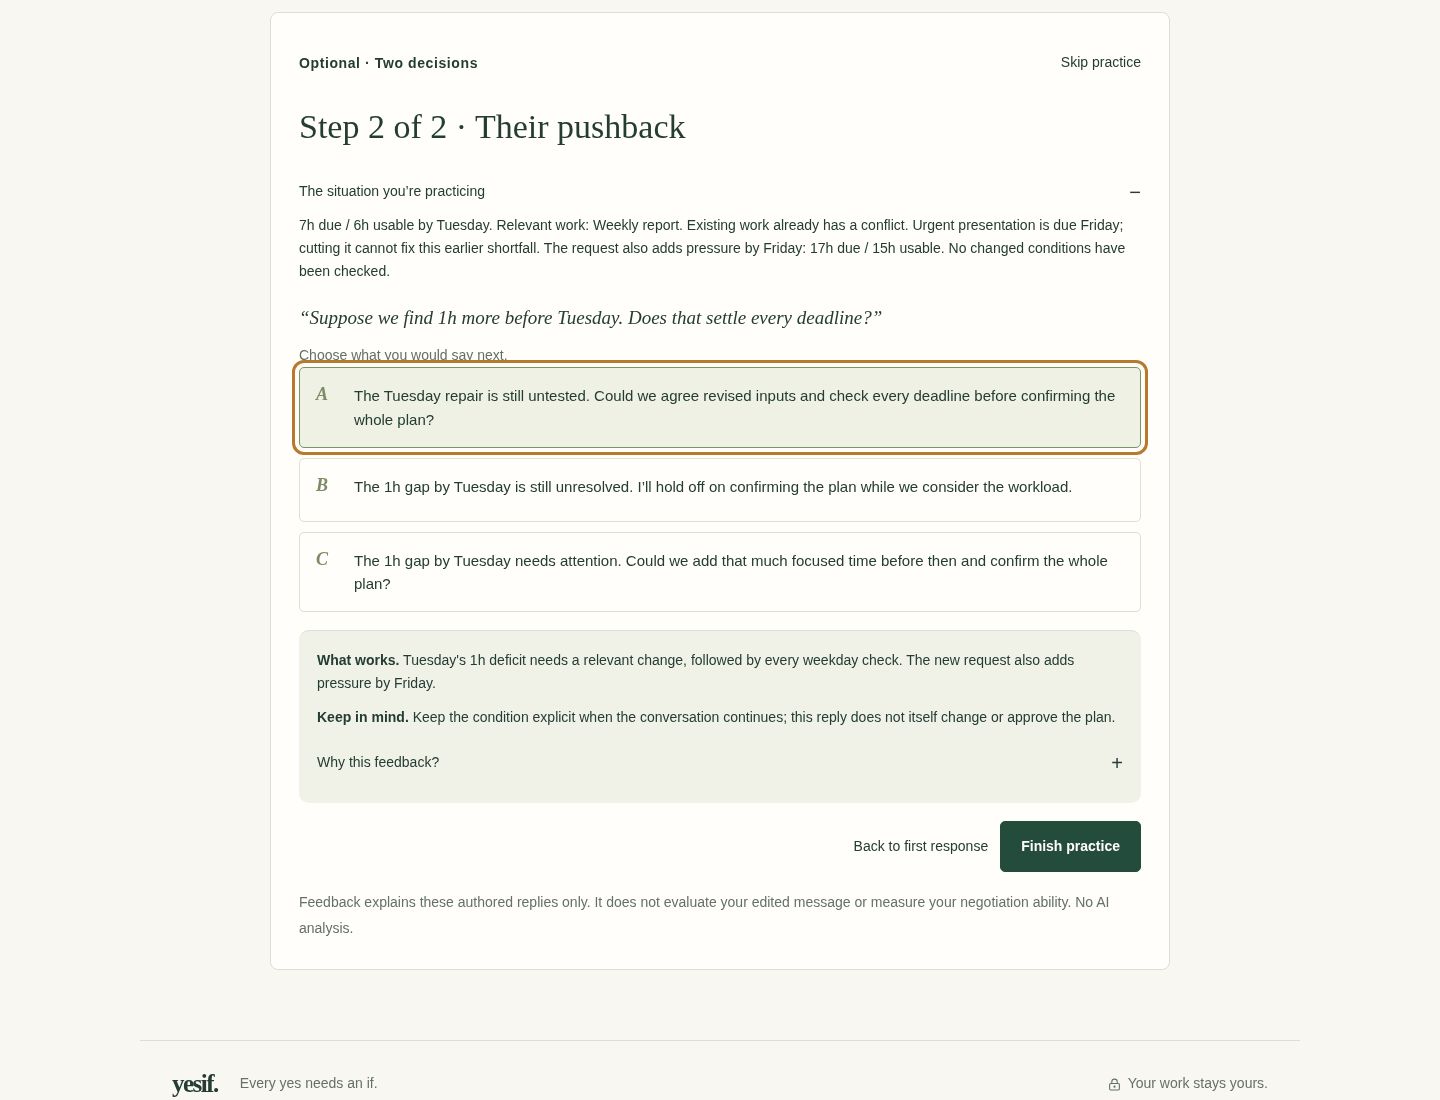 Optional · Two decisions
Skip practice
Step 2 of 2 · Their pushback
The situation you’re practicing
−
7h due / 6h usable by Tuesday. Relevant work: Weekly report. Existing work already has a conflict. Urgent presentation is due Friday;
cutting it cannot fix this earlier shortfall. The request also adds pressure by Friday: 17h due / 15h usable. No changed conditions have
been checked.
“Suppose we find 1h more before Tuesday. Does that settle every deadline?”
Choose what you would say next.
A
The Tuesday repair is still untested. Could we agree revised inputs and check every deadline before confirming the
whole plan?
B
The 1h gap by Tuesday is still unresolved. I’ll hold off on confirming the plan while we consider the workload.
C
The 1h gap by Tuesday needs attention. Could we add that much focused time before then and confirm the whole
plan?
What works. Tuesday's 1h deficit needs a relevant change, followed by every weekday check. The new request also adds
pressure by Friday.
Keep in mind. Keep the condition explicit when the conversation continues; this reply does not itself change or approve the plan.
Why this feedback?
+
Back to first response
Finish practice
Feedback explains these authored replies only. It does not evaluate your edited message or measure your negotiation ability. No AI
analysis.
yesif.
Every yes needs an if.
Your work stays yours.